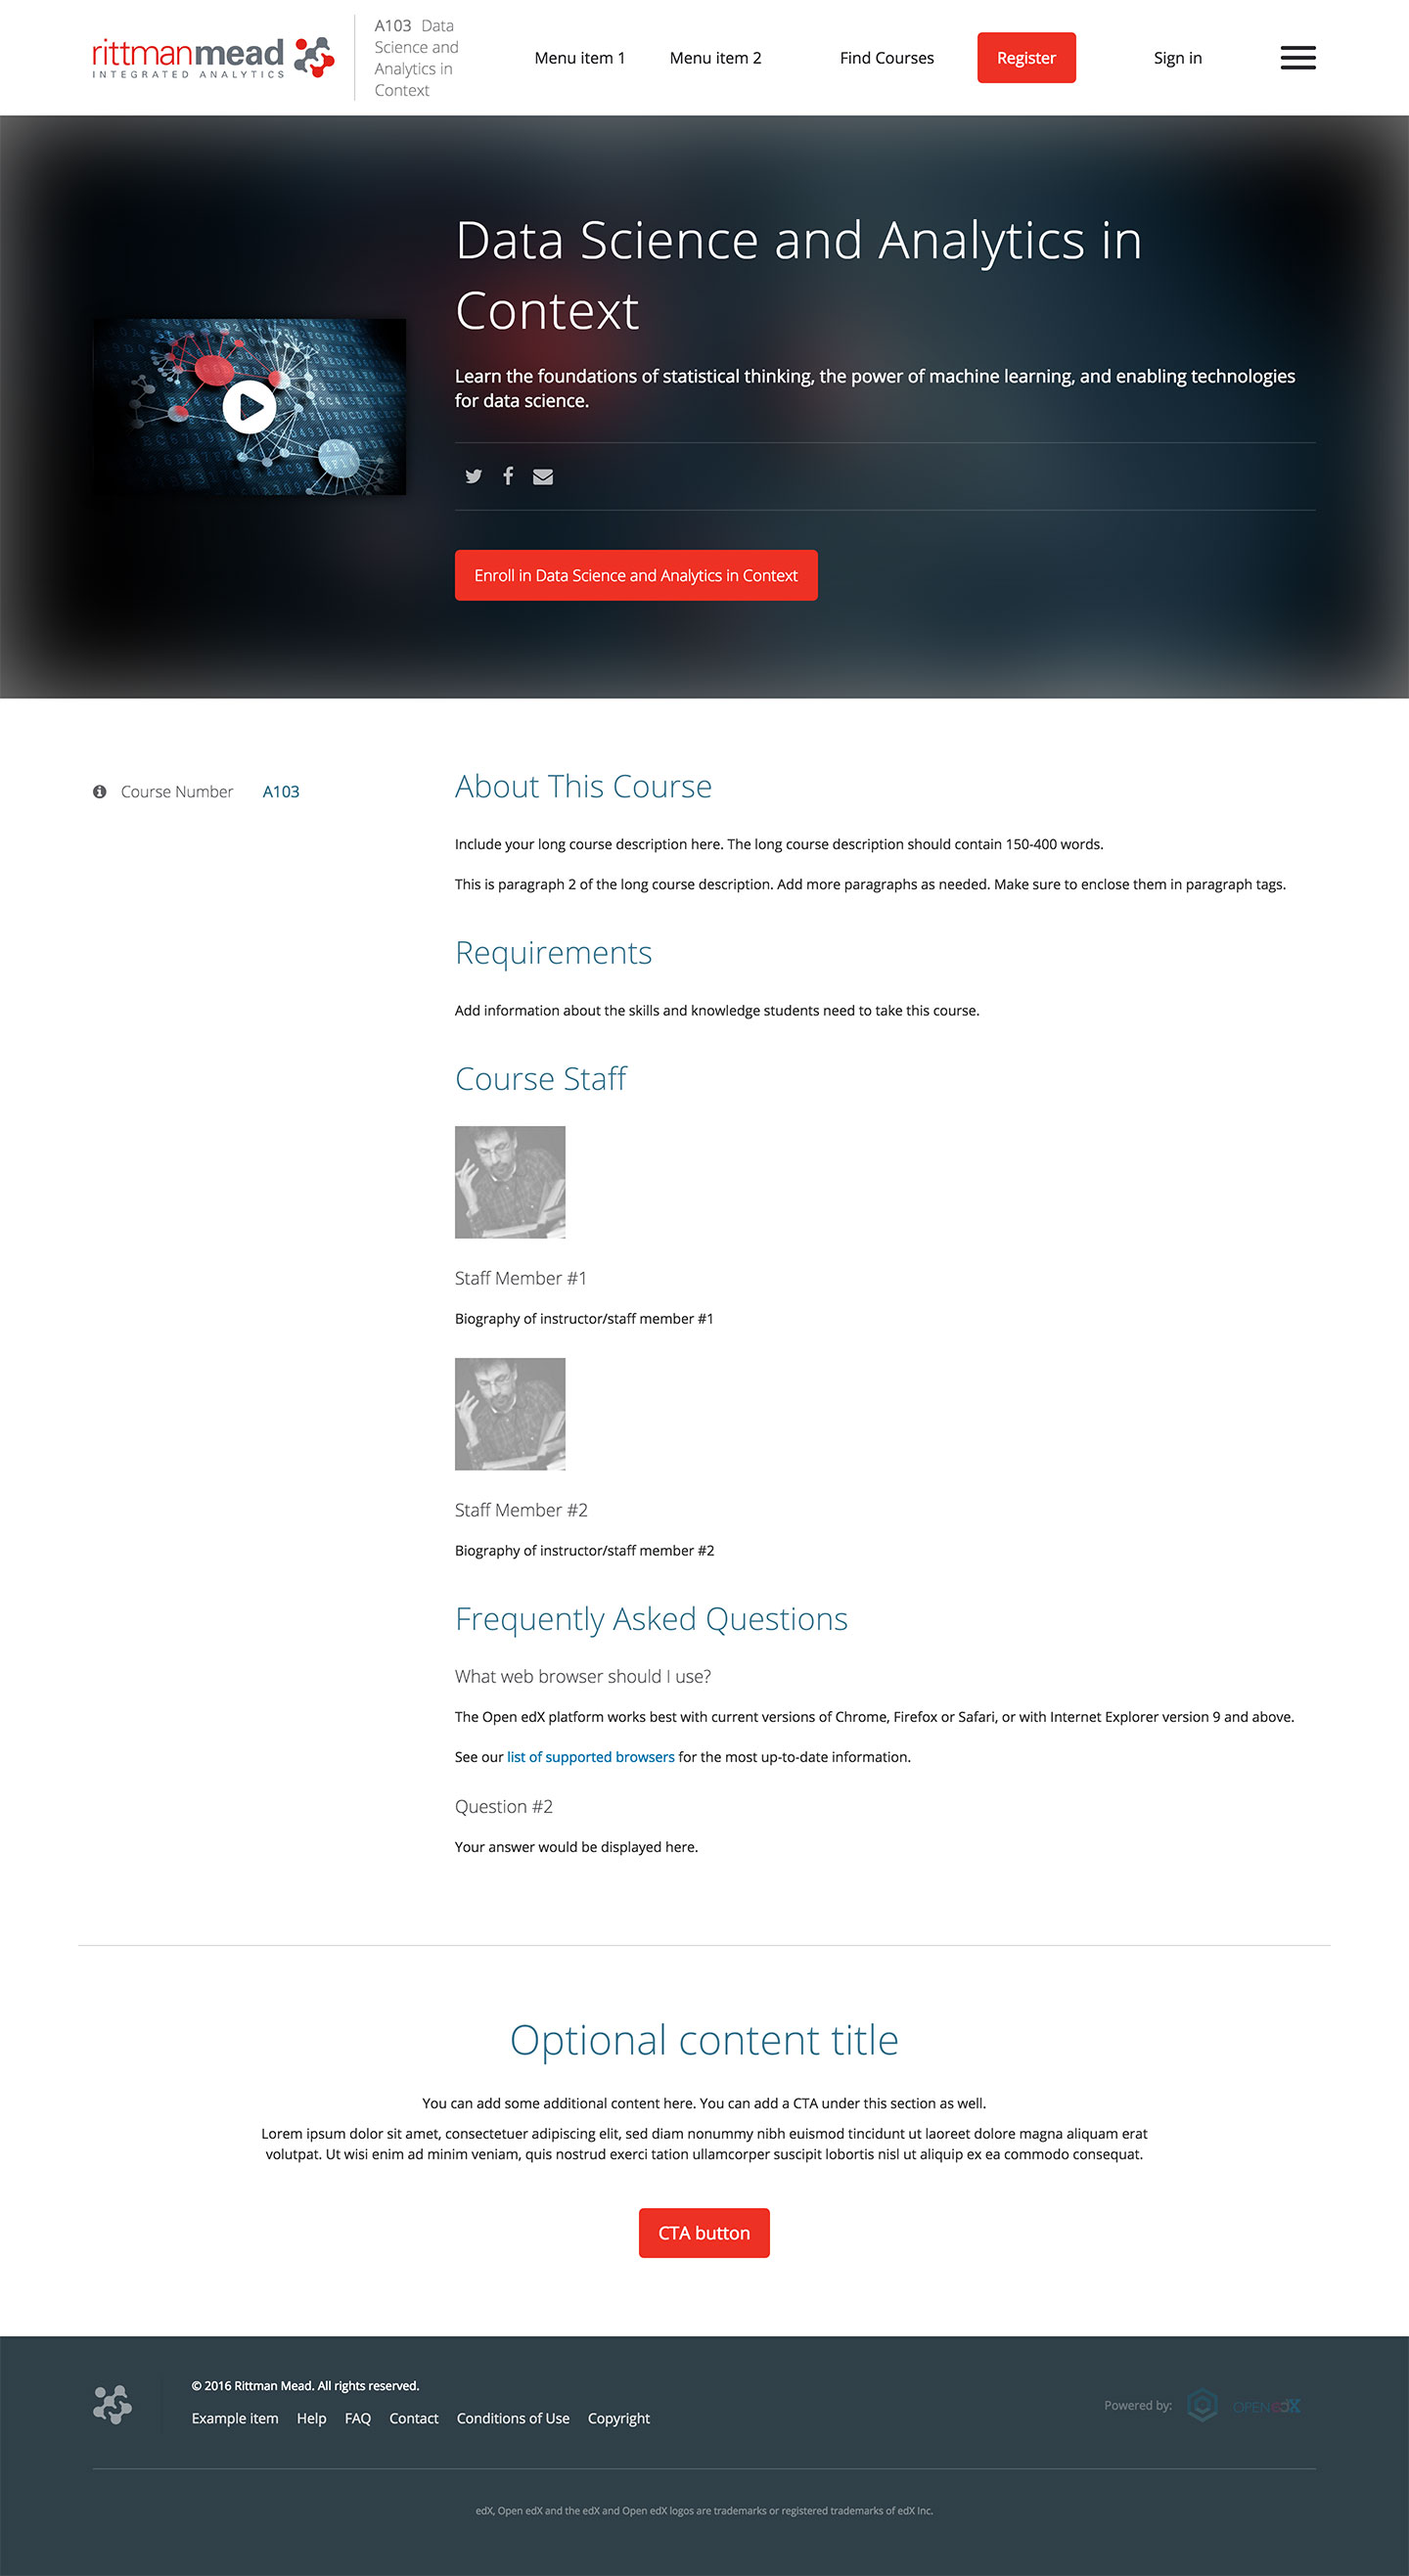 rittmanmead
INTEGRATED ANALYTICS
A103 Data
Science and
Analytics in
Context
Menu item 1
Menu item 2
Find Courses
Register
Sign in
Data Science and Analytics in
Context
Learn the foundations of statistical thinking, the power of machine learning, and enabling technologies
for data science.
Enroll in Data Science and Analytics in Context
Course Number A103
About This Course
Include your long course description here. The long course description should contain 150-400 words.
This is paragraph 2 of the long course description. Add more paragraphs as needed. Make sure to enclose them in paragraph tags.
Requirements
Add information about the skills and knowledge students need to take this course.
Course Staff
Staff Member #1
Biography of instructor/staff member #1
Staff Member #2
Biography of instructor/staff member #2
Frequently Asked Questions
What web browser should I use?
The Open edX platform works best with current versions of Chrome, Firefox or Safari, or with Internet Explorer version 9 and above.
See our list of supported browsers for the most up-to-date information.
Question #2
Your answer would be displayed here.
Optional content title
You can add some additional content here. You can add a CTA under this section as well.
Lorem ipsum dolor sit amet, consectetuer adipiscing elit, sed diam nonummy nibh euismod tincidunt ut laoreet dolore magna aliquam erat
volutpat. Ut wisi enim ad minim veniam, quis nostrud exerci tation ullamcorper suscipit lobortis nisl ut aliquip ex ea commodo consequat.
CTA button
© 2016 Rittman Mead. All rights reserved.
Example item Help FAQ Contact Conditions of Use Copyright
Powered by:
OPEN edX
edX, Open edX and the edX and Open edX logos are trademarks or registered trademarks of edX Inc.